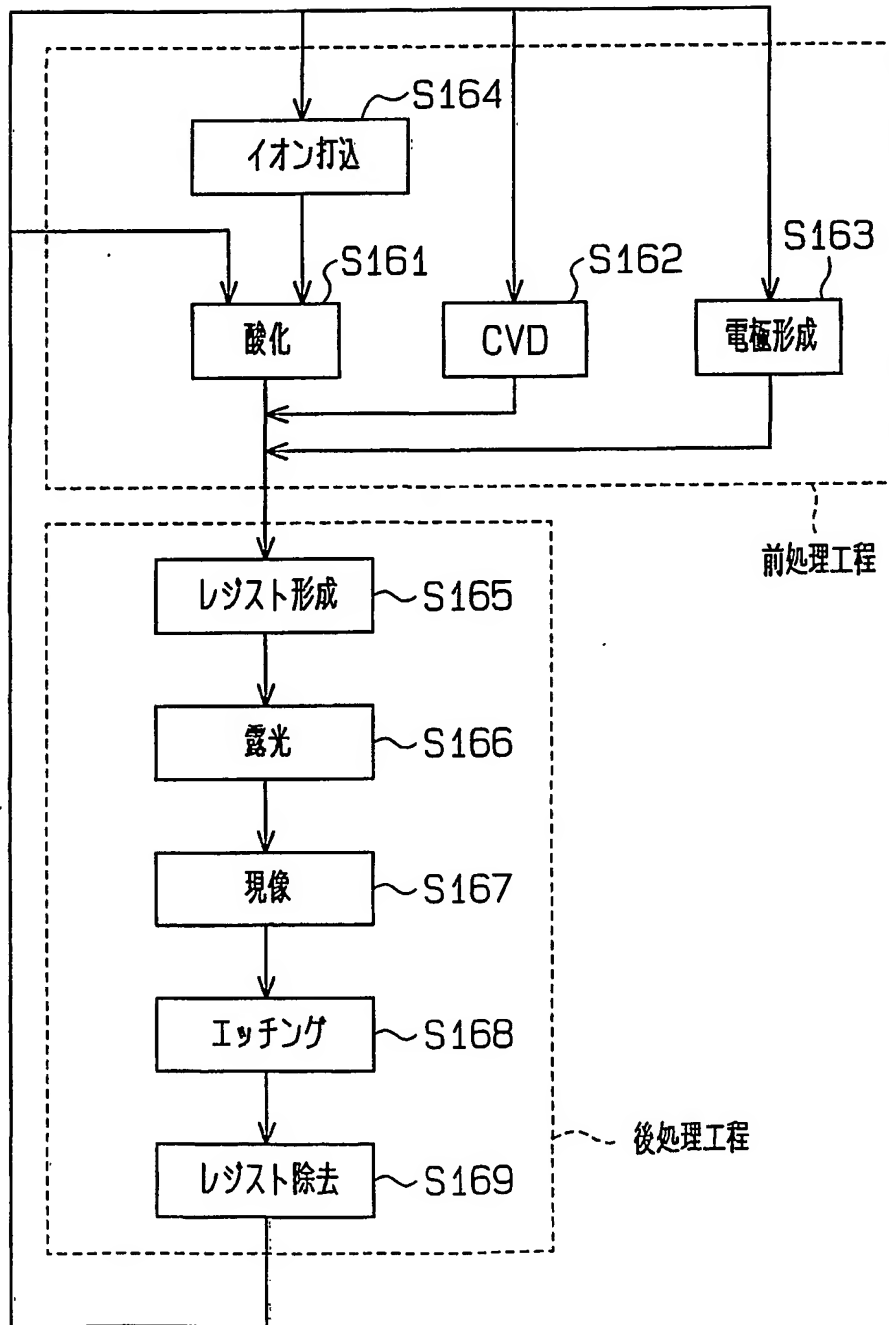 S164
イオン打込
S161
酸化
S162
CVD
S163
電極形成
前処理工程
レジスト形成
S165
露光
S166
現像
S167
エッチング
S168
レジスト除去
S169
後処理工程